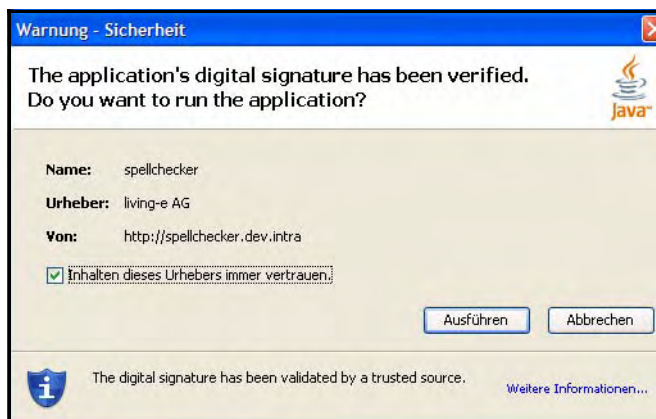 Warnung - Sicherheit
The application's digital signature has been verified.
Do you want to run the application?
Java™
Name: spellchecker
Urheber: living-e AG
Von: http://spellchecker.dev.intra
Inhalten dieses Urhebers immer vertrauen.
Ausführen Abbrechen
The digital signature has been validated by a trusted source. Weitere Informationen...